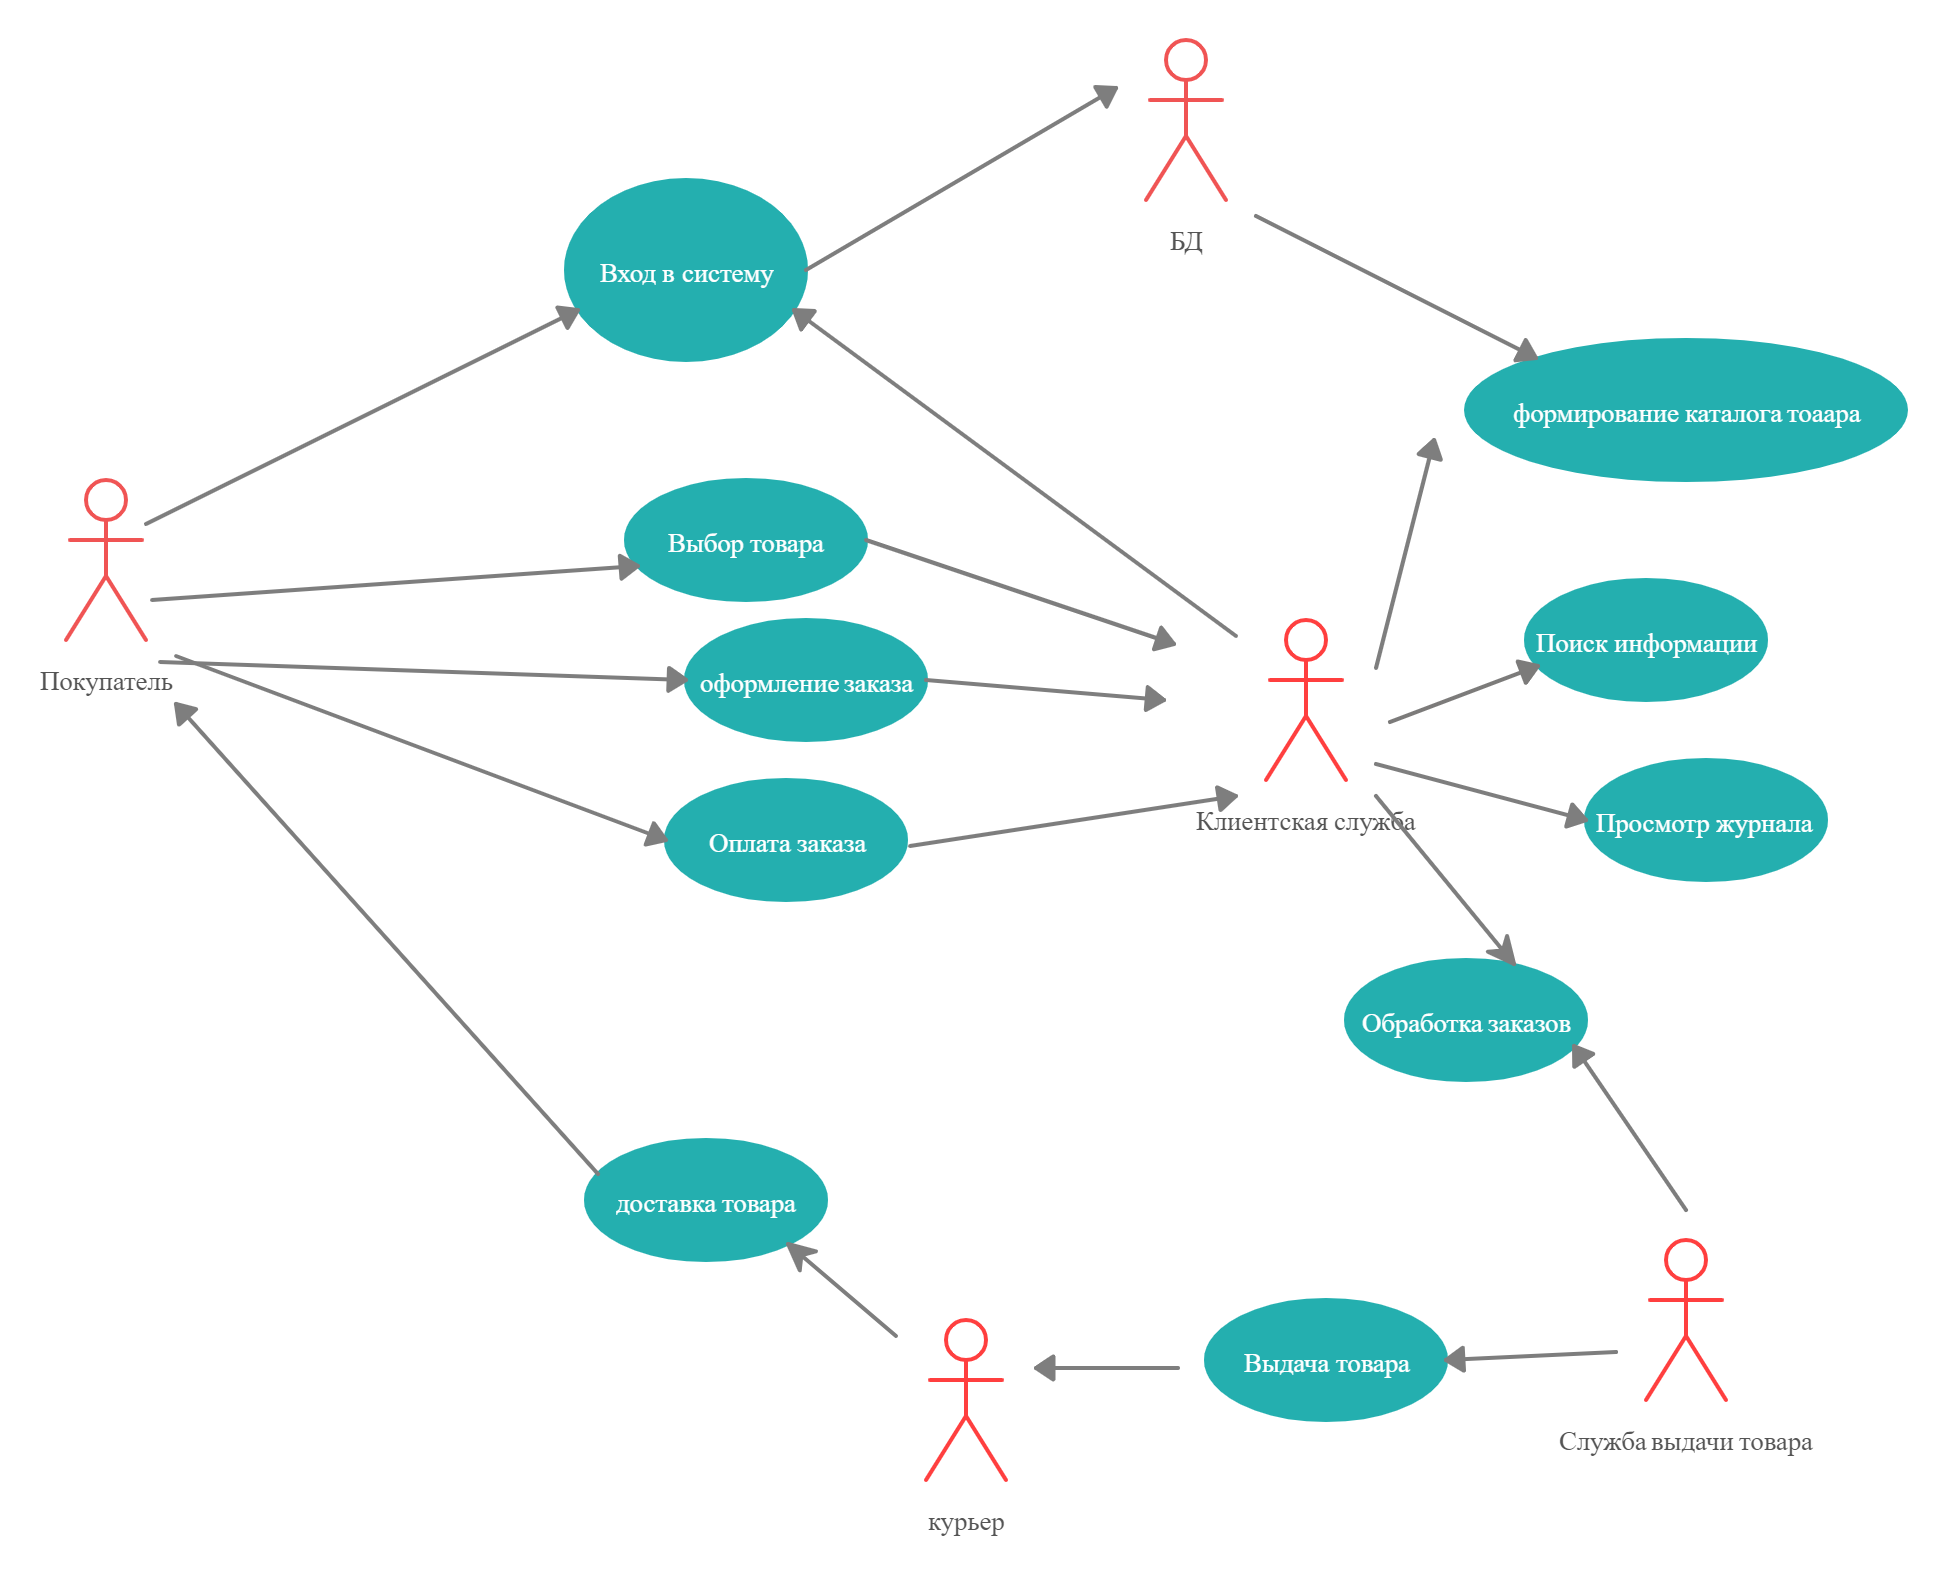 БД
Вход в систему
формирование каталога тоаара
Выбор товара
Поиск информации
Покупатель
оформление заказа
Клиентская служба
Просмотр журнала
Оплата заказа
Обработка заказов
доставка товара
Выдача товара
Служба выдачи товара
курьер